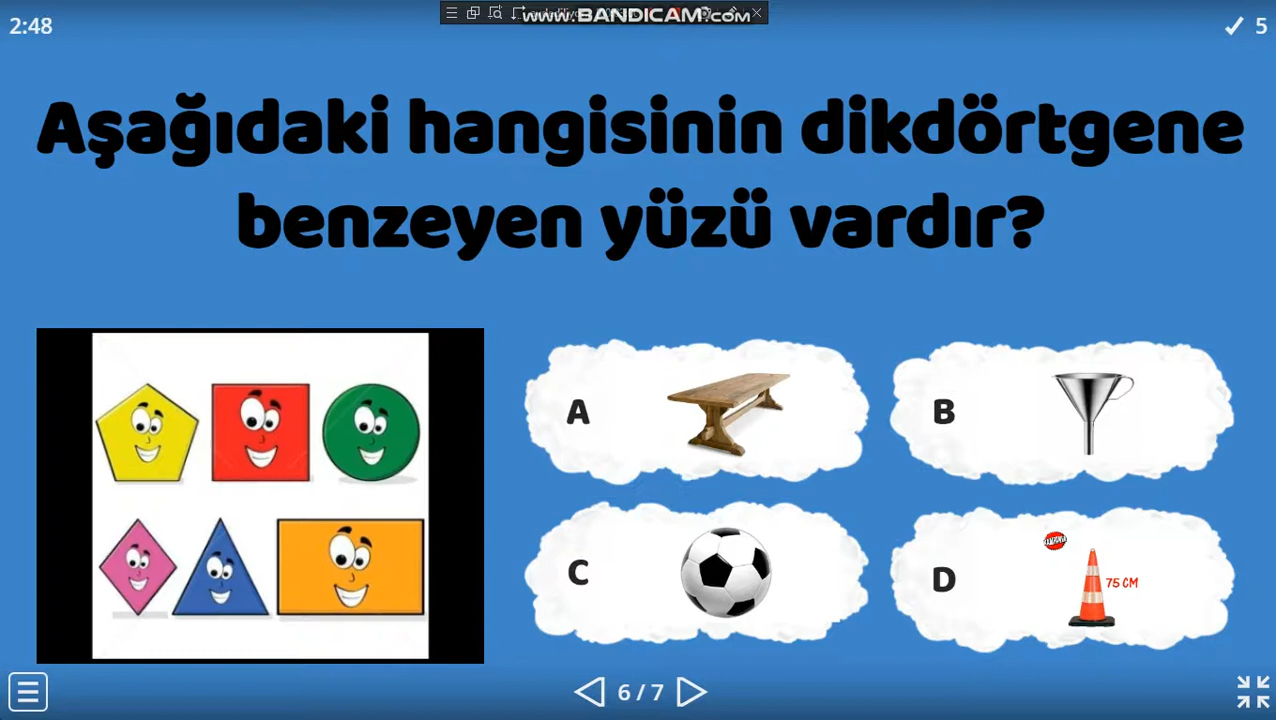 www.BANDICAM.com
2:48
5
Aşağıdaki hangisinin dikdörtgene
benzeyen yüzü vardır?
A
B
C
D
75 CM
6 / 7